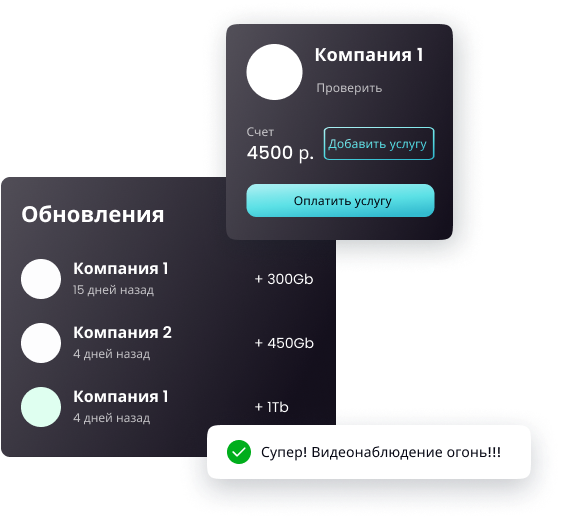 Компания 1
Проверить
Счет
4500 р.
Добавить услугу
Оплатить услугу
Обновления
Компания 1
15 дней назад
+ 300Gb
Компания 2
4 дней назад
+ 450Gb
Компания 1
4 дней назад
+ 1Tb
Супер! Видеонаблюдение огонь!!!